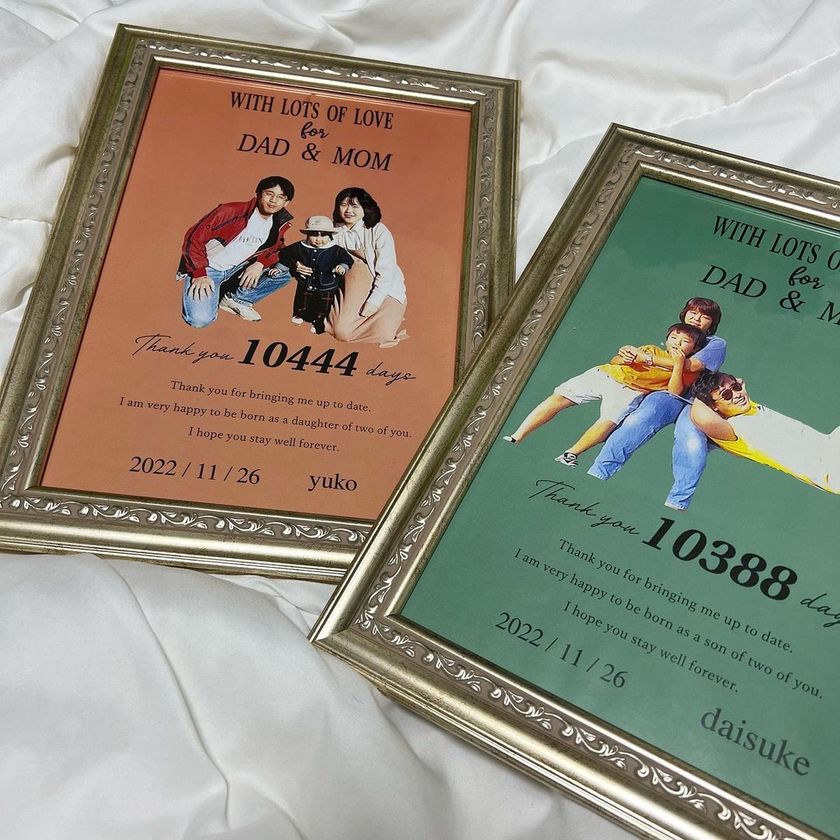 WITH LOTS OF LOVE
for
DAD & MOM
Thank you 10444 days
Thank you for bringing me up to date.
I am very happy to be born as a daughter of two of you.
I hope you stay well forever.
2022 / 11 / 26 yuko
WITH LOTS O
for
DAD & M
Thank you 10388 day
Thank you for bringing me up to date.
I am very happy to be born as a son of two of you.
I hope you stay well forever.
2022 / 11 / 26
daisuke